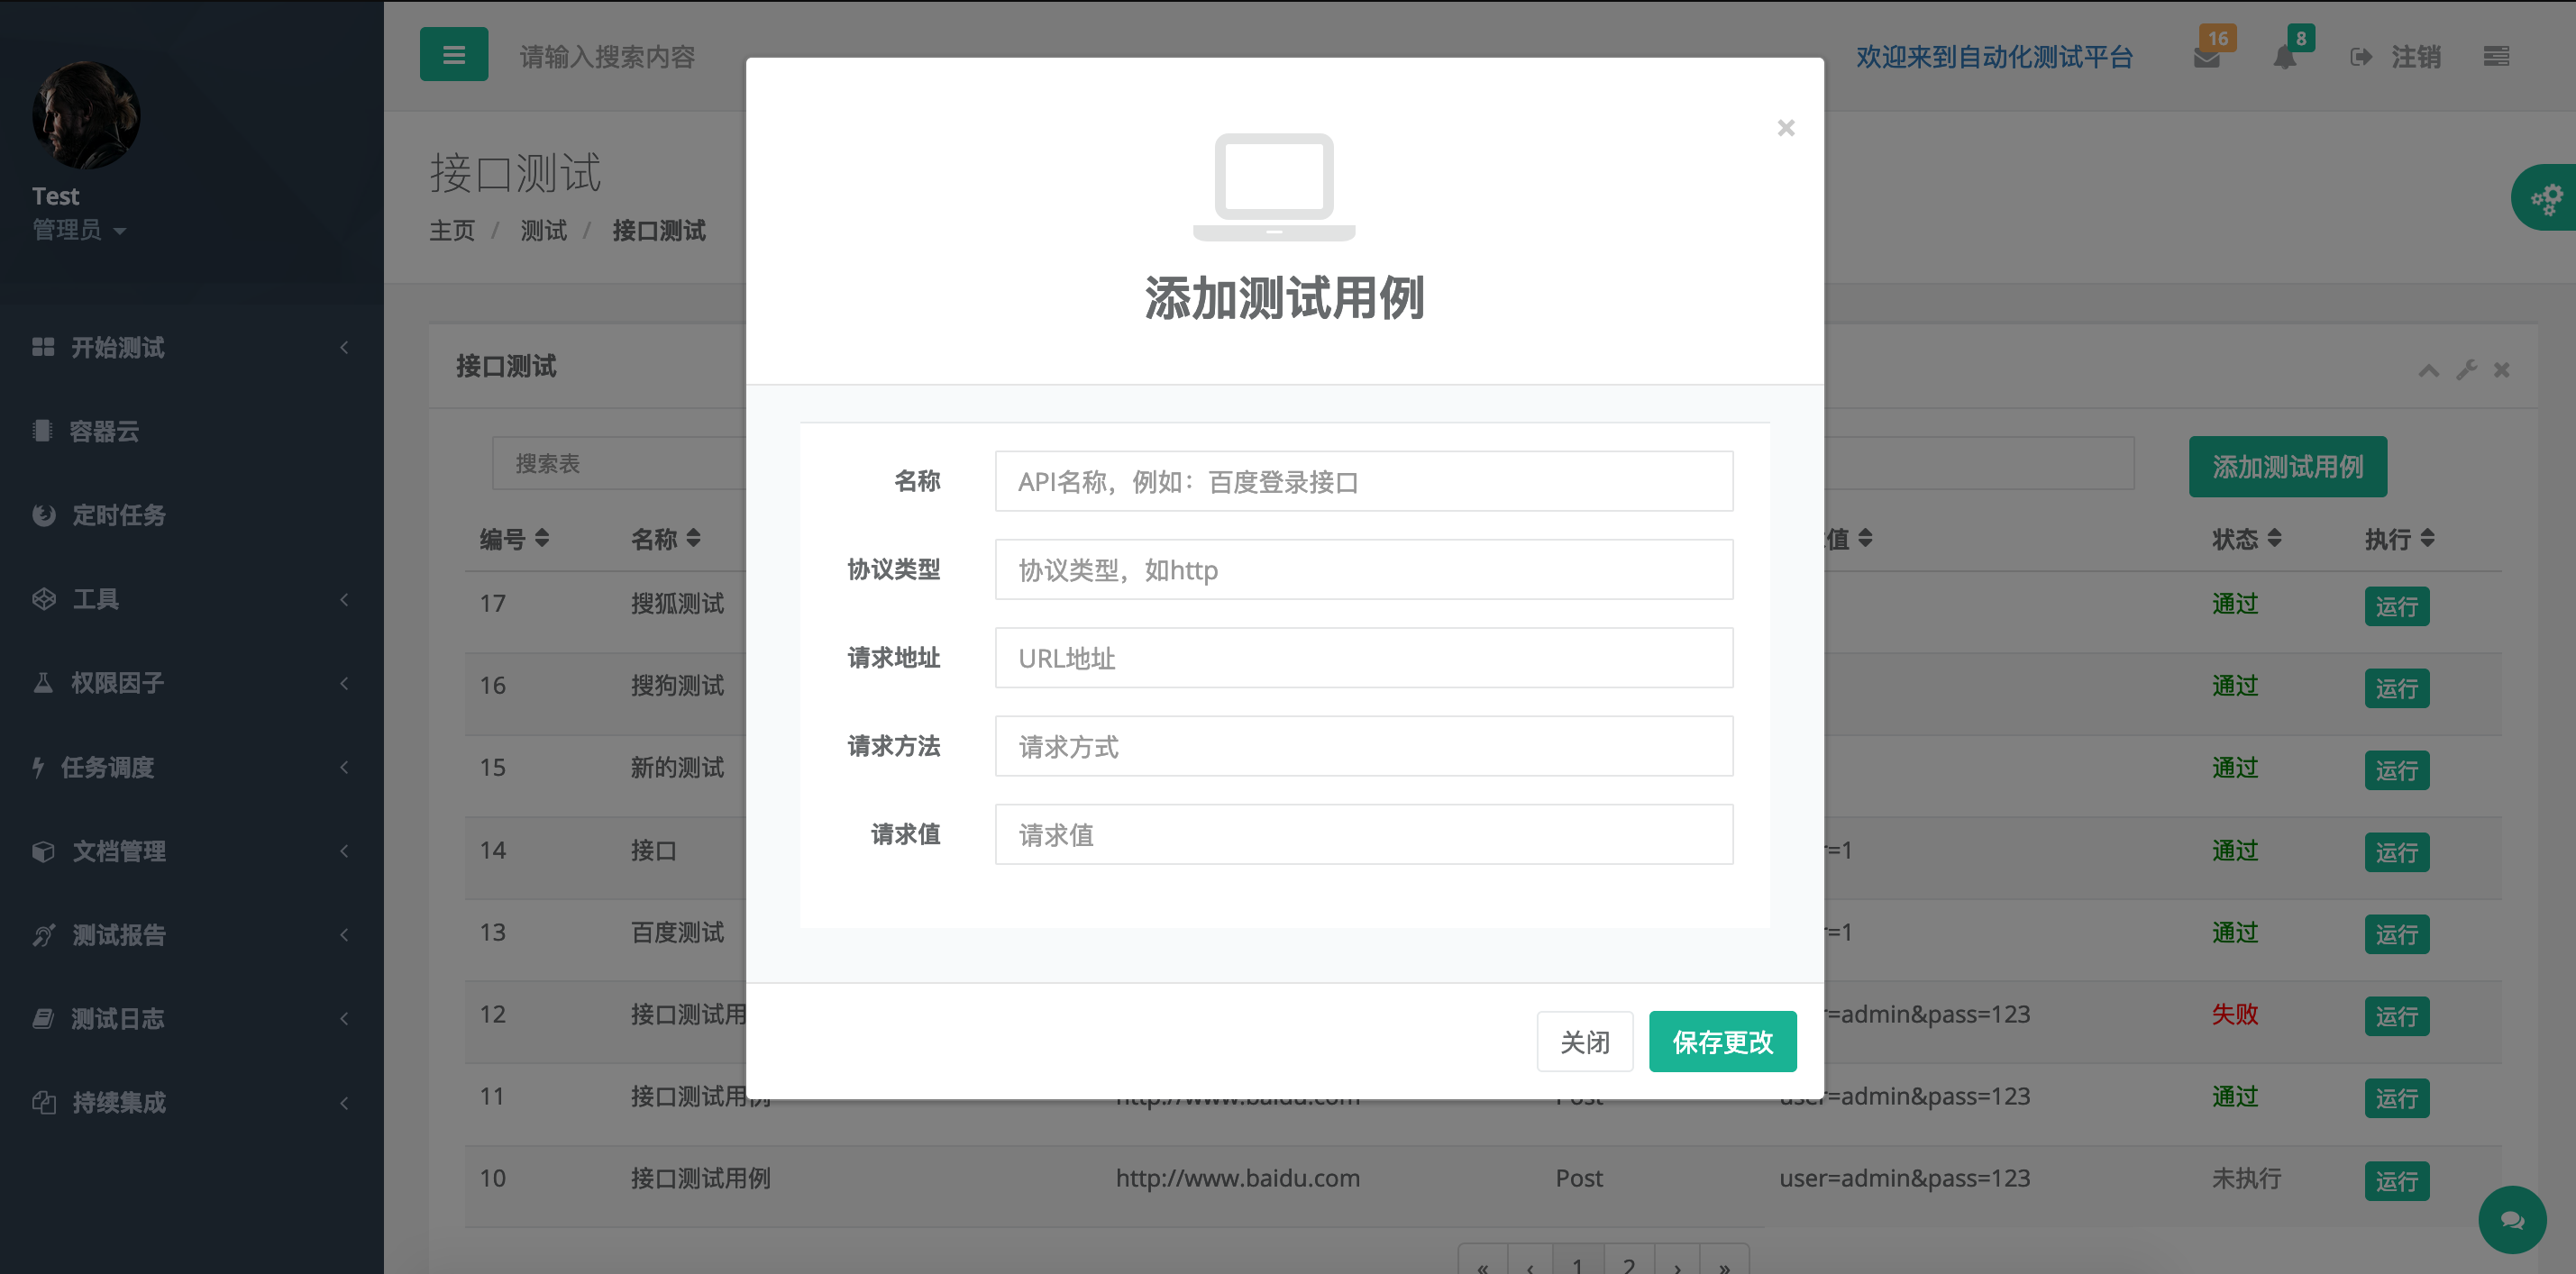 请输入搜索内容
欢迎来到自动化测试平台
16
8
注销
Test
管理员
开始测试
容器云
定时任务
工具
权限因子
任务调度
文档管理
测试报告
测试日志
持续集成
接口测试
主页 / 测试 / 接口测试
接口测试
搜索表
添加测试用例
编号 名称 值 状态 执行
17 搜狐测试 通过 运行
16 搜狗测试 通过 运行
15 新的测试 通过 运行
14 接口 =1 通过 运行
13 百度测试 =1 通过 运行
12 接口测试用 =admin&pass=123 失败 运行
11 接口测试用例 http://www.baidu.com Post user=admin&pass=123 通过 运行
10 接口测试用例 http://www.baidu.com Post user=admin&pass=123 未执行 运行
« ‹ 1 2 › »
×
添加测试用例
名称 API名称，例如：百度登录接口
协议类型 协议类型，如http
请求地址 URL地址
请求方法 请求方式
请求值 请求值
关闭 保存更改